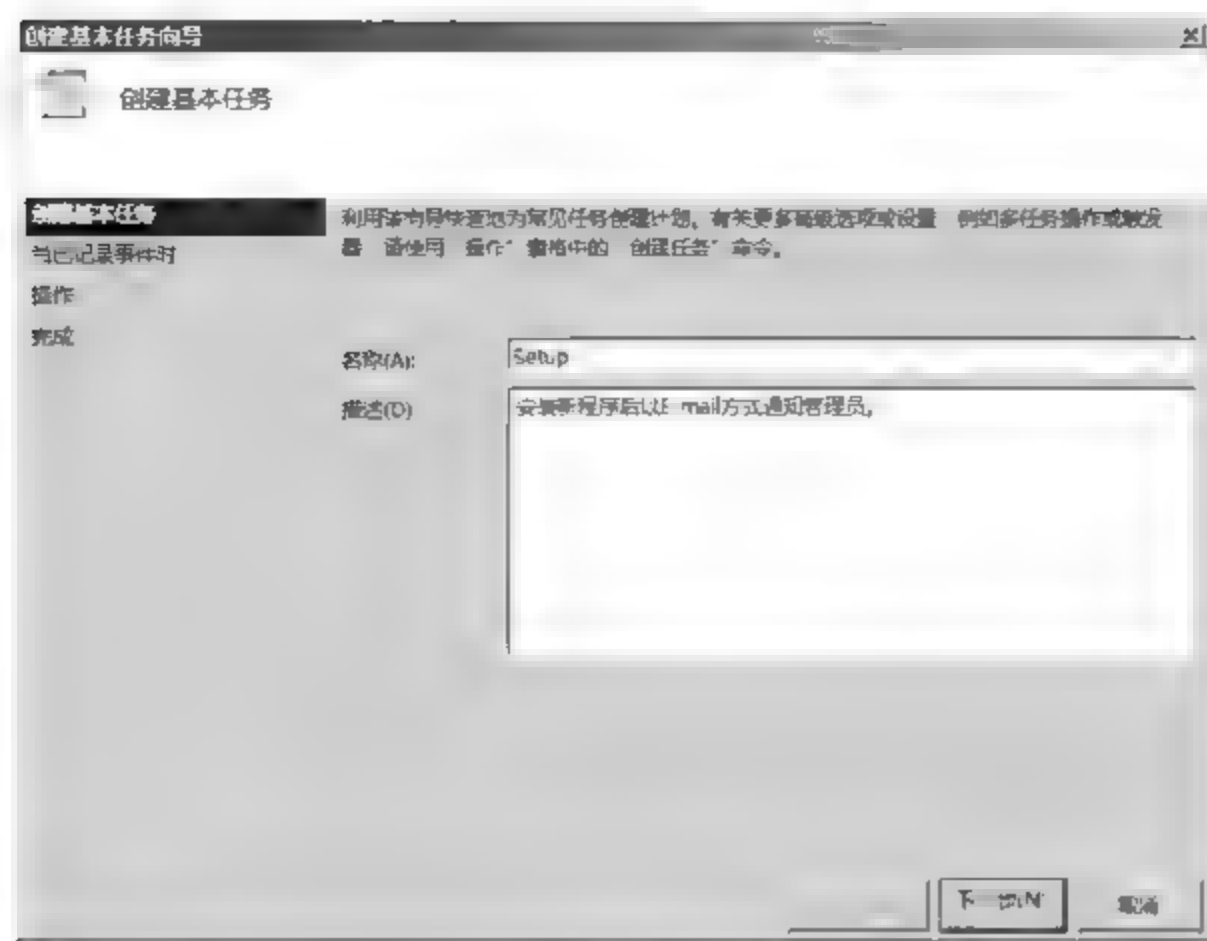 创建基本任务向导
创建基本任务
创建基本任务
利用该向导快速地为常见任务创建计划。有关更多高级选项或设置 例如多任务操作或触发
器 请使用 操作" 窗格中的 创建任务" 命令。
当已记录事件时
操作
完成
名称(A):
Setup
描述(D)
安装新程序后以E mail方式通知管理员。
下一步(N
取消